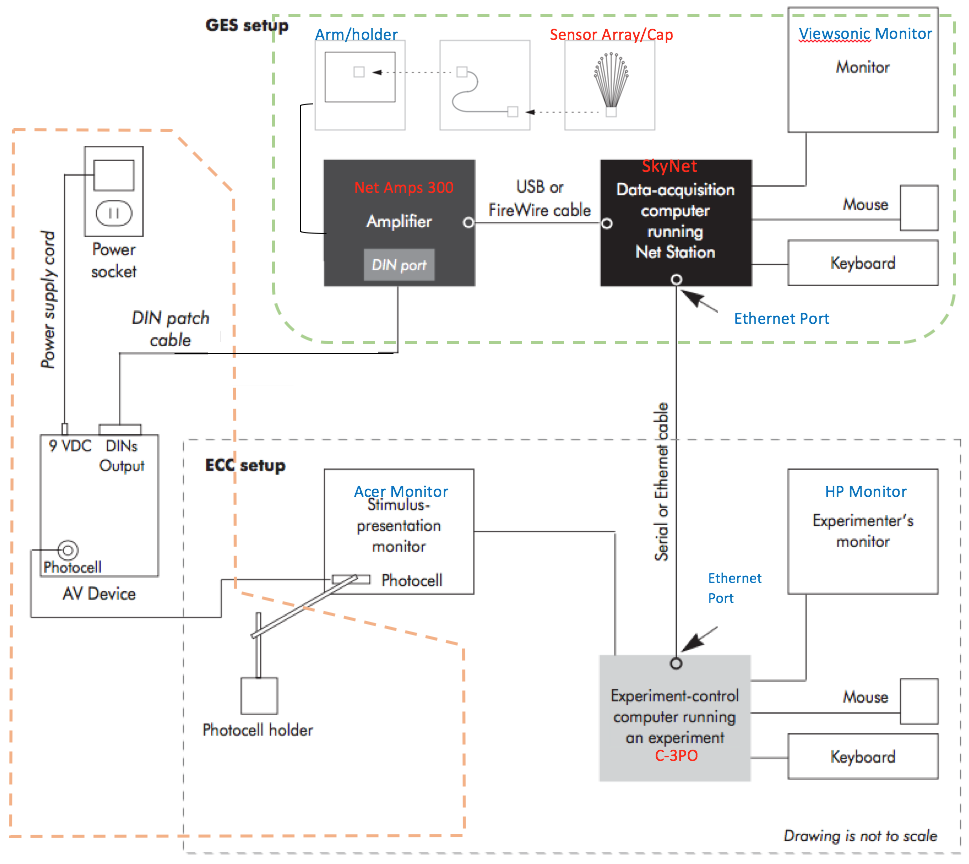 GES setup
Arm/holder
Sensor Array/Cap
Viewsonic Monitor
Monitor
Net Amps 300
Amplifier
DIN port
USB or
FireWire cable
SkyNet
Data-acquisition
computer
running
Net Station
Mouse
Keyboard
Ethernet Port
Power
socket
Power supply cord
DIN patch
cable
9 VDC
DINs
Output
Photocell
AV Device
Serial or Ethernet cable
ECC setup
Acer Monitor
Stimulus-
presentation
monitor
Photocell
Photocell holder
HP Monitor
Experimenter's
monitor
Ethernet
Port
Experiment-control
computer running
an experiment
C-3PO
Mouse
Keyboard
Drawing is not to scale